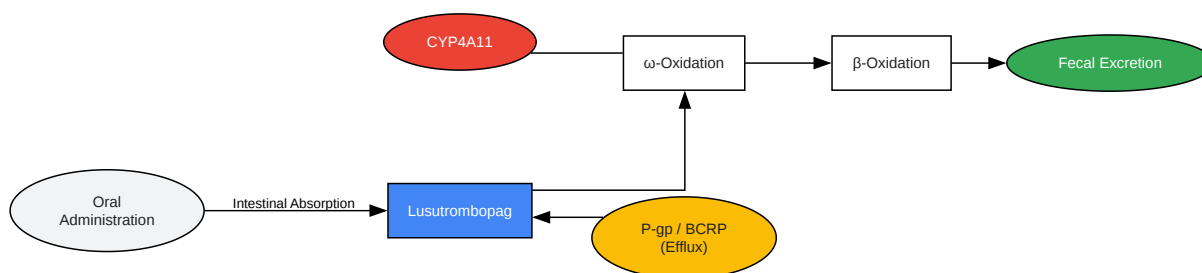 CYP4A11
ω-Oxidation
β-Oxidation
Fecal Excretion
Oral
Administration
Intestinal Absorption
Lusutrombopag
P-gp / BCRP
(Efflux)